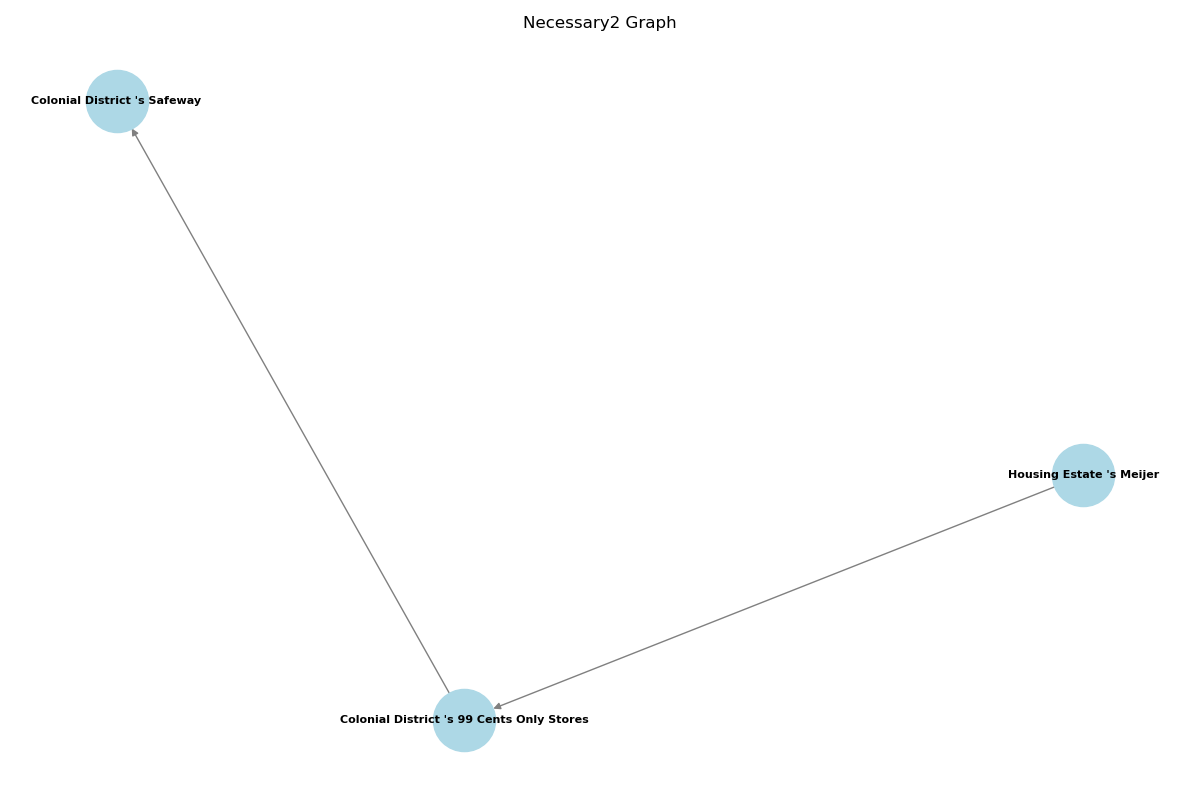 Necessary2 Graph
Colonial District 's Safeway
Housing Estate 's Meijer
Colonial District 's 99 Cents Only Stores